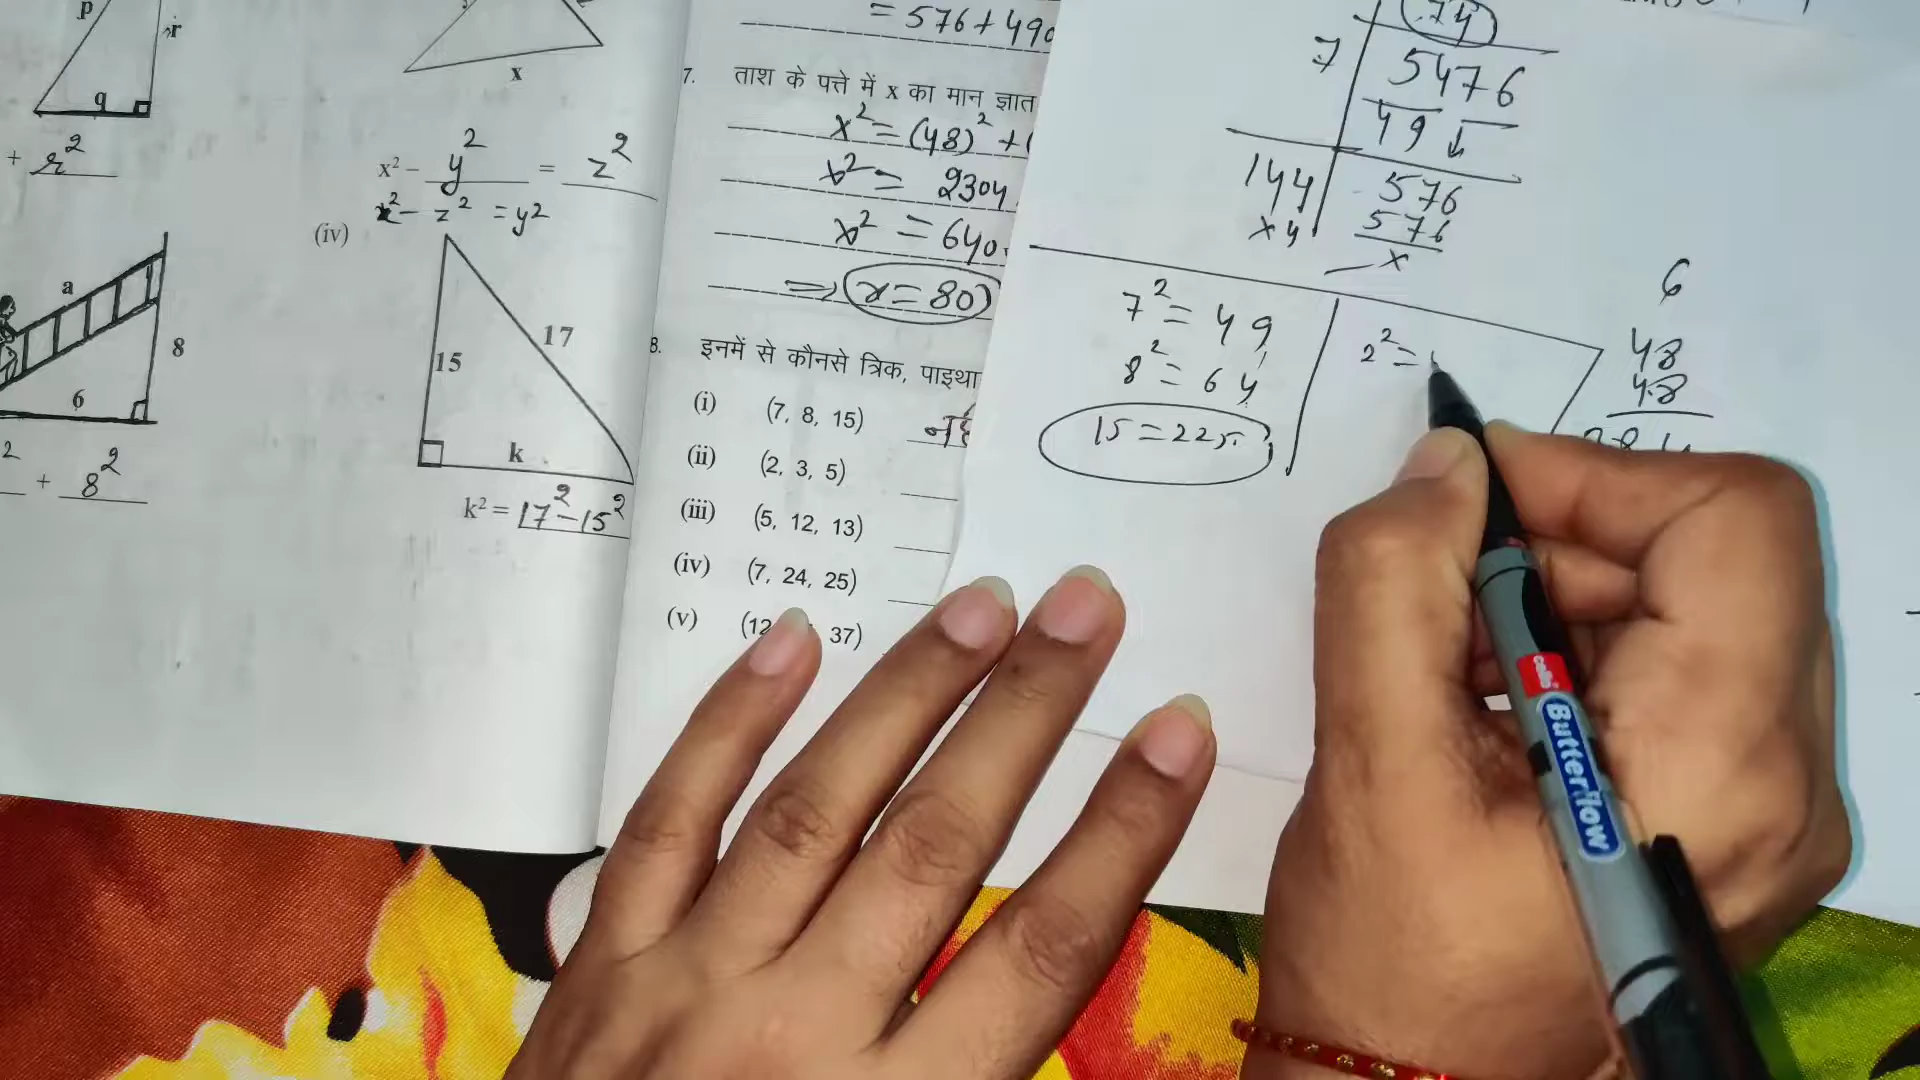 p
r
q
+ r²
x
x² - y² = z²
x² - z² = y²
(iv)
a
8
6
15
17
k
² + 8²
k² = 17² - 15²
= 576 + 490
7. ताश के पत्ते में x का मान ज्ञात
x² = (48)² + (
x² = 2304
x² = 640
⇒ (x = 80)
8. इनमें से कौनसे त्रिक, पाइथा
(i) (7, 8, 15)
(ii) (2, 3, 5)
(iii) (5, 12, 13)
(iv) (7, 24, 25)
(v) (12 37)
74
7 5476
49 ↓
144 576
x4 576
x
7² = 49
8² = 64
15 = 225
2² =
6
48
48
Cello
Butterflow